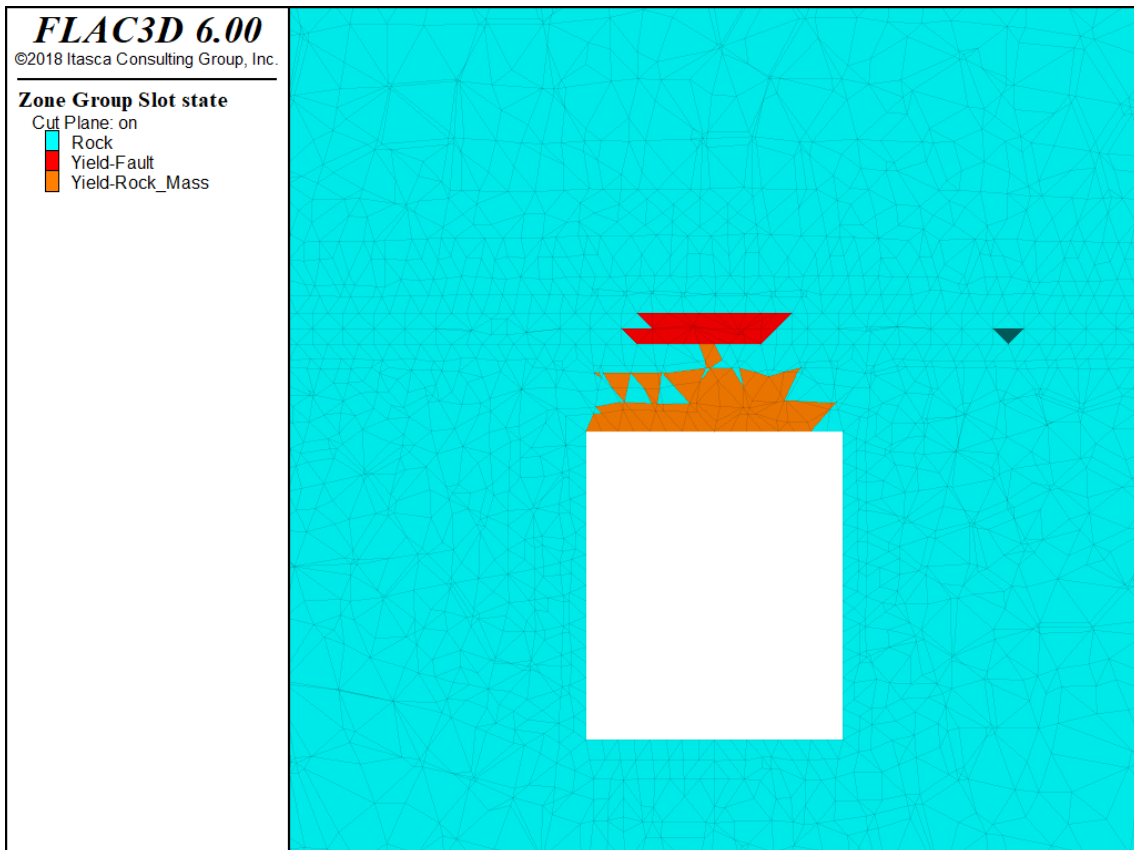 FLAC3D 6.00
©2018 Itasca Consulting Group, Inc.
Zone Group Slot state
Cut Plane: on
Rock
Yield-Fault
Yield-Rock_Mass